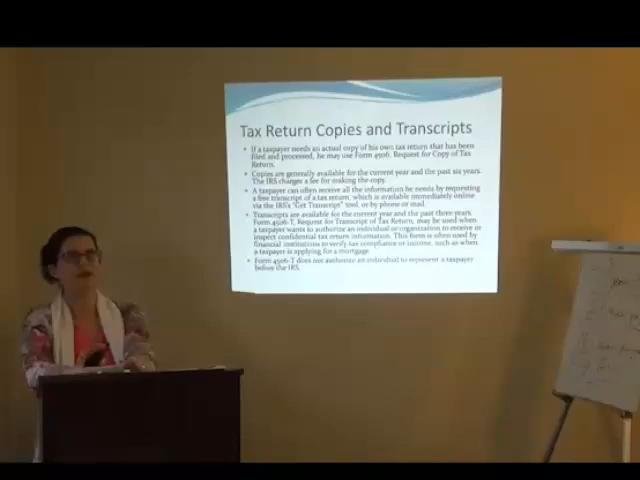 Tax Return Copies and Transcripts
• If a taxpayer needs an actual copy of his own tax return that has been
filed and processed, he may use Form 4506, Request for Copy of Tax
Return.
• Copies are generally available for the current year and the past six years.
The IRS charges a fee for making the copy.
• A taxpayer can often receive all the information he needs by requesting
a free transcript of a tax return, which is available immediately online
via the IRS's "Get Transcript" tool, or by phone or mail.
• Transcripts are available for the current year and the past three years.
Form 4506-T, Request for Transcript of Tax Return, may be used when
a taxpayer wants to authorize an individual or organization to receive or
inspect confidential tax return information. This form is often used by
financial institutions to verify tax compliance or income, such as when
a taxpayer is applying for a mortgage.
• Form 4506-T does not authorize an individual to represent a taxpayer
before the IRS.